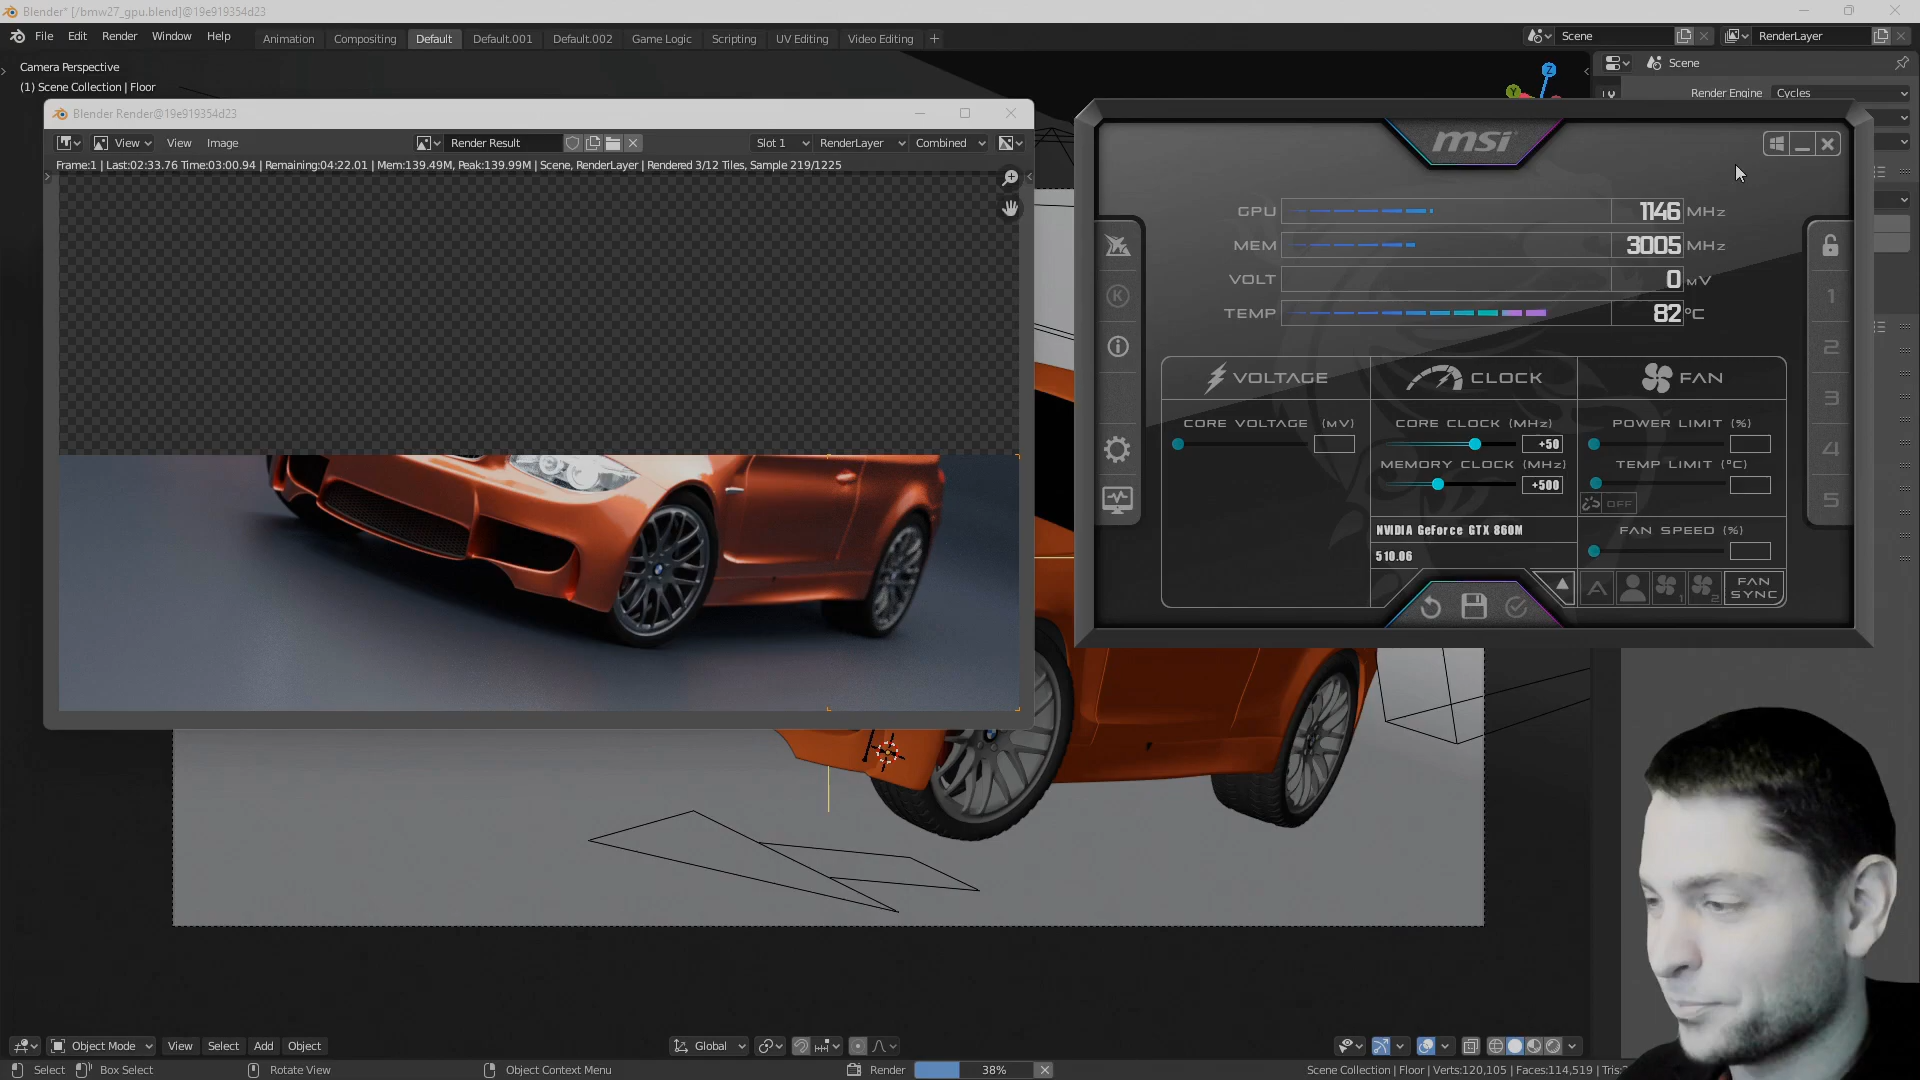 Blender* [/bmw27_gpu.blend]@19e919354d23
File Edit Render Window Help Animation Compositing Default Default.001 Default.002 Game Logic Scripting UV Editing Video Editing + Scene RenderLayer
Camera Perspective
(1) Scene Collection | Floor
Scene
Render Engine Cycles
Z
Y
Blender Render@19e919354d23
View View Image Render Result Slot 1 RenderLayer Combined
Frame:1 | Last:02:33.76 Time:03:00.94 | Remaining:04:22.01 | Mem:139.49M, Peak:139.99M | Scene, RenderLayer | Rendered 3/12 Tiles, Sample 219/1225
msi
GPU 1146 MHz
MEM 3005 MHz
VOLT 0 mV
TEMP 82 °C
K
1
2
3
4
5
VOLTAGE CLOCK FAN
CORE VOLTAGE (MV) CORE CLOCK (MHz) POWER LIMIT (%)
+50
MEMORY CLOCK (MHz) TEMP LIMIT (°C)
+500
OFF
NVIDIA GeForce GTX 860M FAN SPEED (%)
510.06
A 1 2 FAN SYNC
Object Mode View Select Add Object Global
Select Box Select Rotate View Object Context Menu Render 38% Scene Collection | Floor | Verts:120,105 | Faces:114,519 |